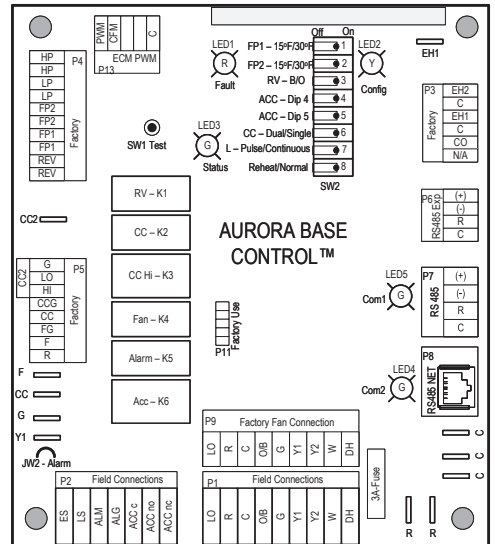 PWM
CFM
C
ECM PWM
P13
LED1
R
Fault
Off On
FP1 – 15ºF/30ºF 1
FP2 – 15ºF/30ºF 2
RV – B/O 3
ACC – Dip 4 4
ACC – Dip 5 5
CC – Dual/Single 6
L – Pulse/Continuous 7
Reheat/Normal 8
SW2
LED2
Y
Config
EH1
P4
HP
HP
LP
LP
FP2
FP2
FP1
FP1
REV
REV
Factory
SW1 Test
LED3
G
Status
P3
Factory
EH2
C
EH1
C
CO
N/A
RV – K1
CC – K2
CC Hi – K3
Fan – K4
Alarm – K5
Acc – K6
CC2
AURORA BASE
CONTROL™
P6
RS485 Exp
(+)
(-)
R
C
CC2
P5
G
LO
HI
CCG
CC
FG
F
R
Factory
Factory Use
P11
LED5
Com1
G
P7
RS 485
(+)
(-)
R
C
LED4
Com2
G
P8
RS485 NET
F
CC
G
Y1
JW2 - Alarm
P9 Factory Fan Connection
LO
R
C
O/B
G
Y1
Y2
W
DH
3A-Fuse
C
C
C
P2 Field Connections
ES
LS
ALM
ALG
ACC c
ACC no
ACC nc
P1 Field Connections
LO
R
C
O/B
G
Y1
Y2
W
DH
R
R